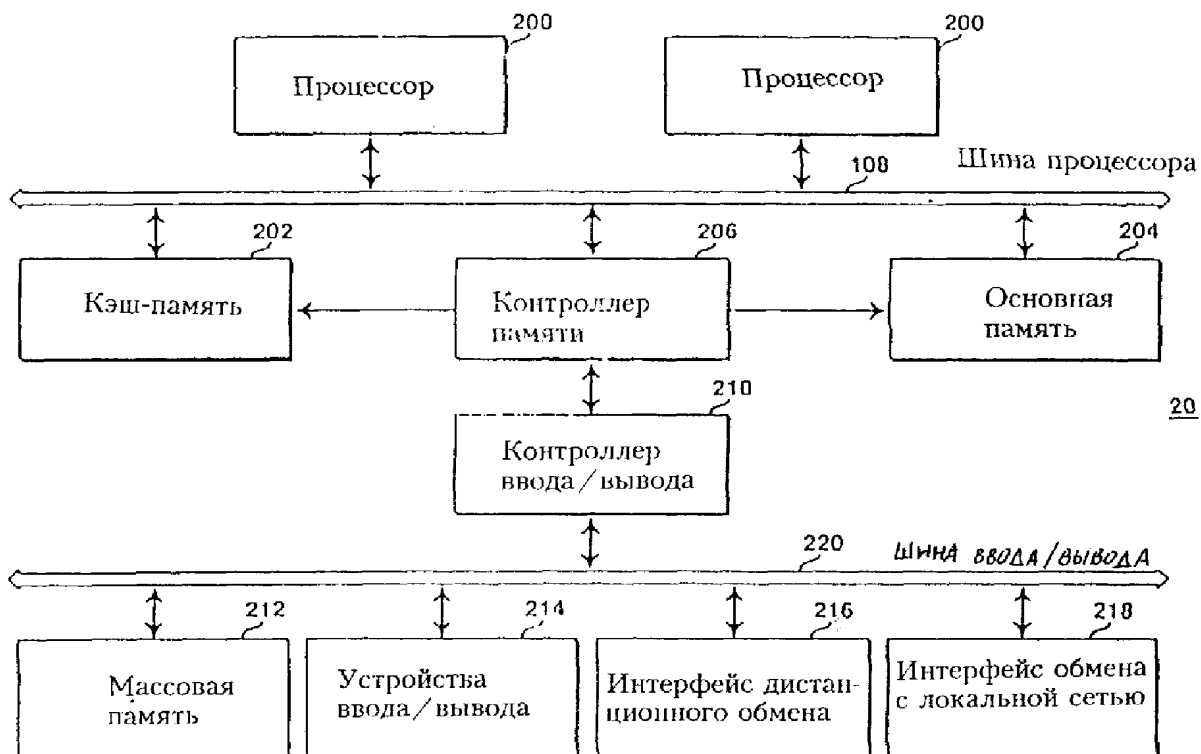 200
200
Процессор
Процессор
Шина процессора
108
202
206
204
Кэш-память
Контроллер
памяти
Основная
память
210
20
Контроллер
ввода/вывода
220
ШИНА ВВОДА/ВЫВОДА
212
214
216
218
Массовая
память
Устройства
ввода/вывода
Интерфейс дистан-
ционного обмена
Интерфейс обмена
с локальной сетью